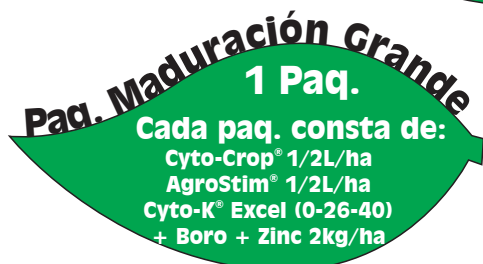 Paq. Maduración Grande
1 Paq.
Cada paq. consta de:
Cyto-Crop® 1/2L/ha
AgroStim® 1/2L/ha
Cyto-K® Excel (0-26-40)
+ Boro + Zinc 2kg/ha